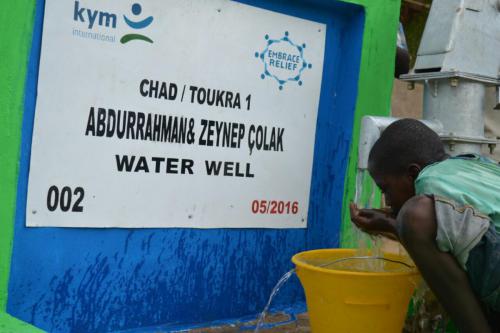 kym
international
EMBRACE
RELIEF
CHAD / TOUKRA 1
ABDURRAHMAN& ZEYNEP ÇOLAK
WATER WELL
002
05/2016